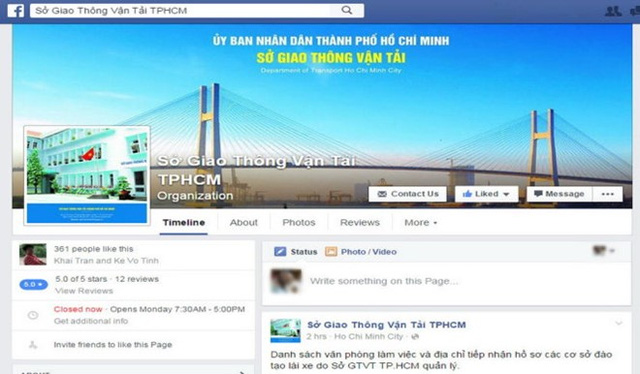 Sở Giao Thông Vận Tải TPHCM
ỦY BAN NHÂN DÂN THÀNH PHỐ HỒ CHÍ MINH
SỞ GIAO THÔNG VẬN TẢI
Department of Transport Ho Chi Minh City
Sở Giao Thông Vận Tải
TPHCM
Organization
Contact Us
Liked
Message
Timeline
About
Photos
Reviews
More
361 people like this
Khai Tran and Ke Vo Tinh
5.0
5.0 of 5 stars · 12 reviews
View Reviews
Closed now · Opens Monday 7:30AM - 5:00PM
Get additional info
Invite friends to like this Page
Status
Photo / Video
Write something on this Page...
Sở Giao Thông Vận Tải TPHCM
2 hrs · Ho Chi Minh City ·
Danh sách văn phòng làm việc và địa chỉ tiếp nhận hồ sơ các cơ sở đào
tạo lái xe do Sở GTVT TP.HCM quản lý.
ABOUT